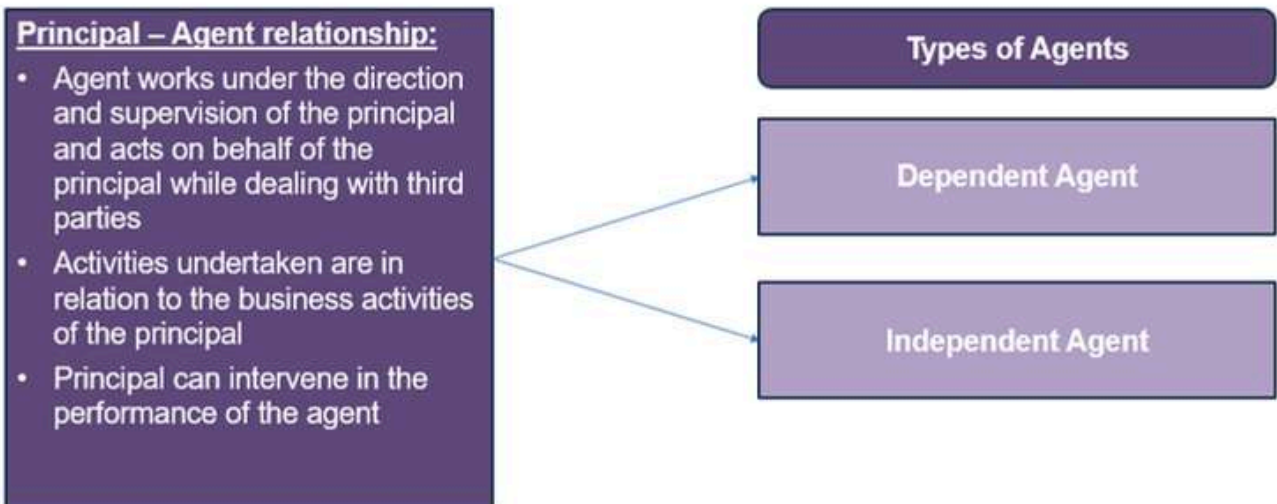 Principal – Agent relationship:
• Agent works under the direction
and supervision of the principal
and acts on behalf of the
principal while dealing with third
parties
• Activities undertaken are in
relation to the business activities
of the principal
• Principal can intervene in the
performance of the agent
Types of Agents
Dependent Agent
Independent Agent